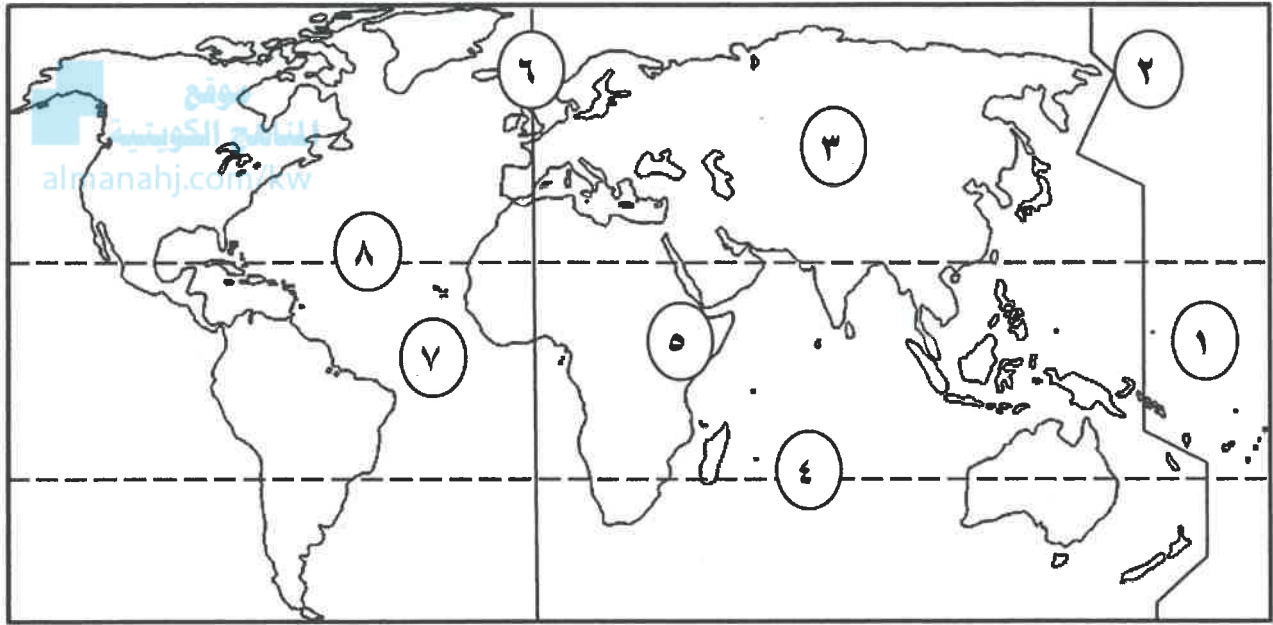 ٦
٢
موقع
المناهج الكويتية
almanahj.com/kw
٣
٨
٥
٧
١
٤